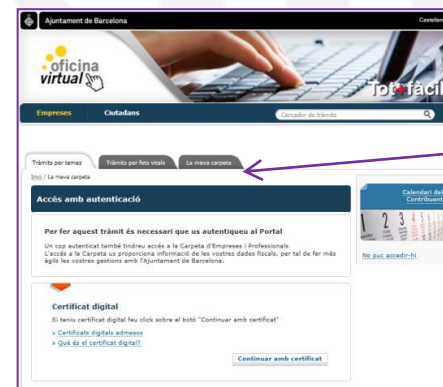 Ajuntament de Barcelona
Castellano
oficina
virtual
Tot+fàcil
Empreses
Ciutadans
Cercador de tràmits
Tràmits per temes
Tràmits per fets vitals
La meva carpeta
Inici / La meva carpeta
Accés amb autenticació
Per fer aquest tràmit és necessari que us autentiqueu al Portal
Un cop autenticat també tindreu accés a la Carpeta d'Empreses i Professionals
L'accés a la Carpeta us proporciona informació de les vostres dades fiscals, per tal de fer més
àgils les vostres gestions amb l'Ajuntament de Barcelona.
Calendari del
Contribuent
1 2 3
No puc accedir-hi
Certificat digital
Si teniu certificat digital feu click sobre el botó "Continuar amb certificat"
» Certificats digitals admesos
» Què és el certificat digital?
Continuar amb certificat